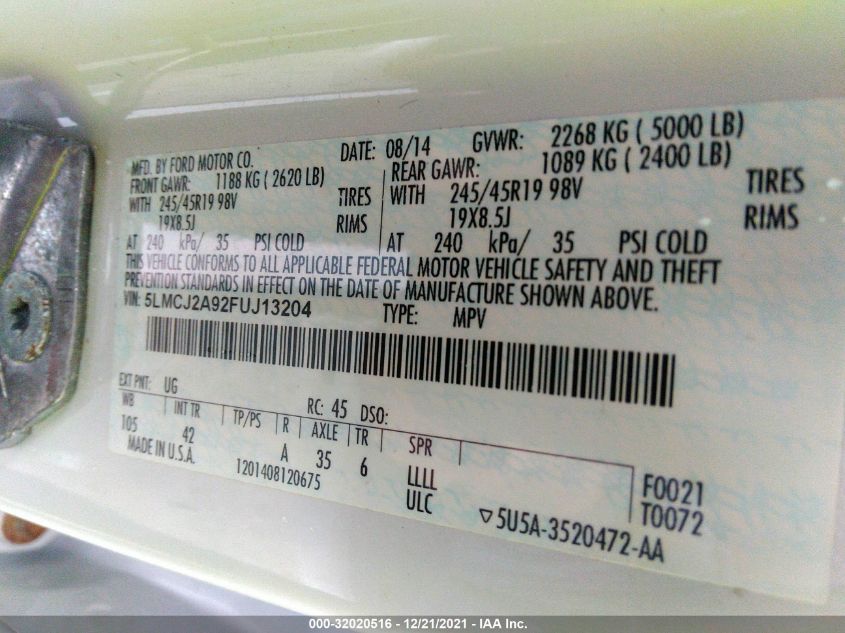 MFD. BY FORD MOTOR CO. DATE: 08/14 GVWR: 2268 KG ( 5000 LB)
FRONT GAWR: 1188 KG ( 2620 LB) REAR GAWR: 1089 KG ( 2400 LB)
WITH 245/45R19 98V TIRES WITH 245/45R19 98V TIRES
19X8.5J RIMS 19X8.5J RIMS
AT 240 kPa/ 35 PSI COLD AT 240 kPa/ 35 PSI COLD
THIS VEHICLE CONFORMS TO ALL APPLICABLE FEDERAL MOTOR VEHICLE SAFETY AND THEFT
PREVENTION STANDARDS IN EFFECT ON THE DATE OF MANUFACTURE SHOWN ABOVE.
VIN: 5LMCJ2A92FUJ13204 TYPE: MPV
EXT PNT: UG RC: 45 DSO:
WB INT TR TP/PS R AXLE TR SPR
105 42 A 35 6 LLLL F0021
MADE IN U.S.A. 1201408120675 ULC T0072
▽5U5A-3520472-AA
000-32020516 - 12/21/2021 - IAA Inc.